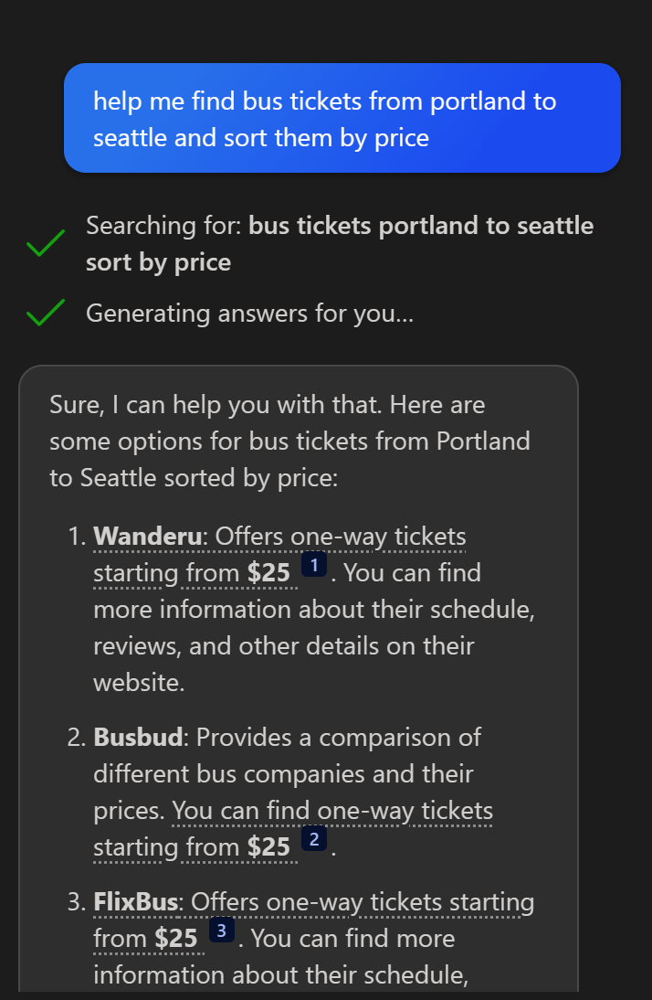 help me find bus tickets from portland to
seattle and sort them by price
Searching for: bus tickets portland to seattle
sort by price
Generating answers for you...
Sure, I can help you with that. Here are
some options for bus tickets from Portland
to Seattle sorted by price:
1. Wanderu: Offers one-way tickets
starting from $25 1 . You can find
more information about their schedule,
reviews, and other details on their
website.
2. Busbud: Provides a comparison of
different bus companies and their
prices. You can find one-way tickets
starting from $25 2 .
3. FlixBus: Offers one-way tickets starting
from $25 3 . You can find more
information about their schedule,